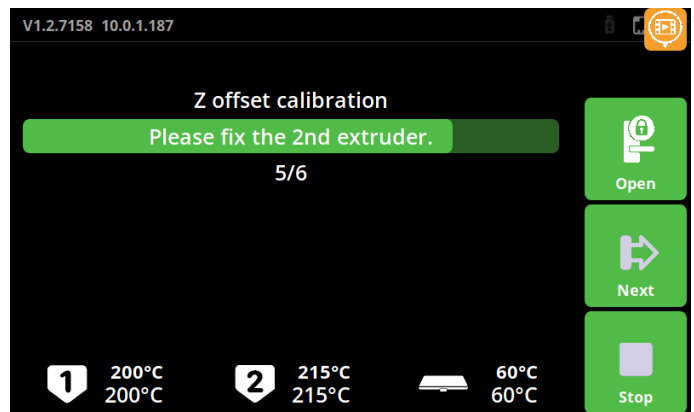 V1.2.7158 10.0.1.187
Z offset calibration
Please fix the 2nd extruder.
5/6
Open
Next
1 200°C 2 215°C 60°C
200°C 215°C 60°C
Stop